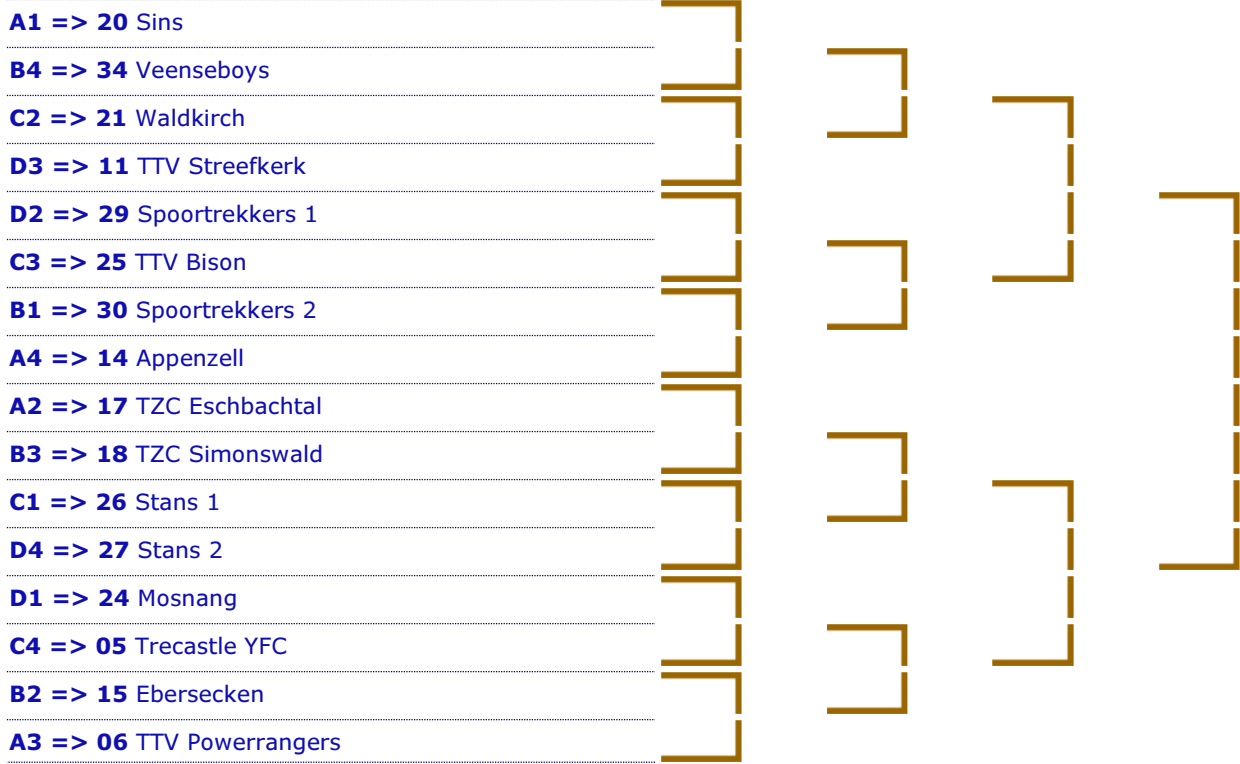 A1 => 20 Sins
B4 => 34 Veenseboys
C2 => 21 Waldkirch
D3 => 11 TTV Streefkerk
D2 => 29 Spoortrekkers 1
C3 => 25 TTV Bison
B1 => 30 Spoortrekkers 2
A4 => 14 Appenzell
A2 => 17 TZC Eschbachtal
B3 => 18 TZC Simonswald
C1 => 26 Stans 1
D4 => 27 Stans 2
D1 => 24 Mosnang
C4 => 05 Trecastle YFC
B2 => 15 Ebersecken
A3 => 06 TTV Powerrangers